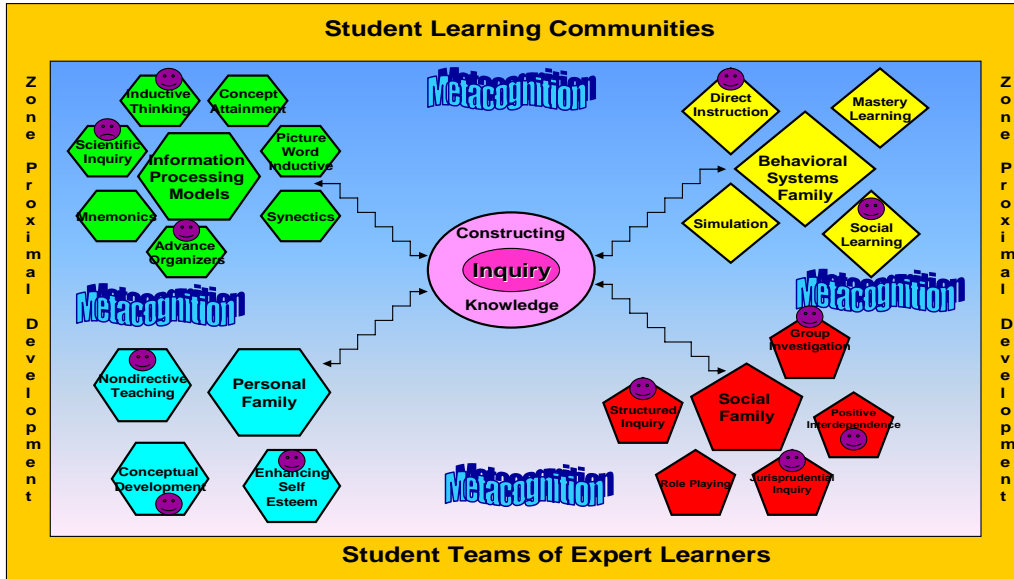 Student Learning Communities
Zone Proximal Development
Metacognition
Inductive
Thinking
Concept
Attainment
Scientific
Inquiry
Information
Processing
Models
Picture
Word
Inductive
Mnemonics
Synectics
Advance
Organizers
Direct
Instruction
Mastery
Learning
Behavioral
Systems
Family
Simulation
Social
Learning
Constructing
Inquiry
Knowledge
Metacognition
Metacognition
Nondirective
Teaching
Personal
Family
Conceptual
Development
Enhancing
Self
Esteem
Group
Investigation
Structured
Inquiry
Social
Family
Positive
Interdependence
Role Playing
Jurisprudential
Inquiry
Metacognition
Zone Proximal Development
Student Teams of Expert Learners